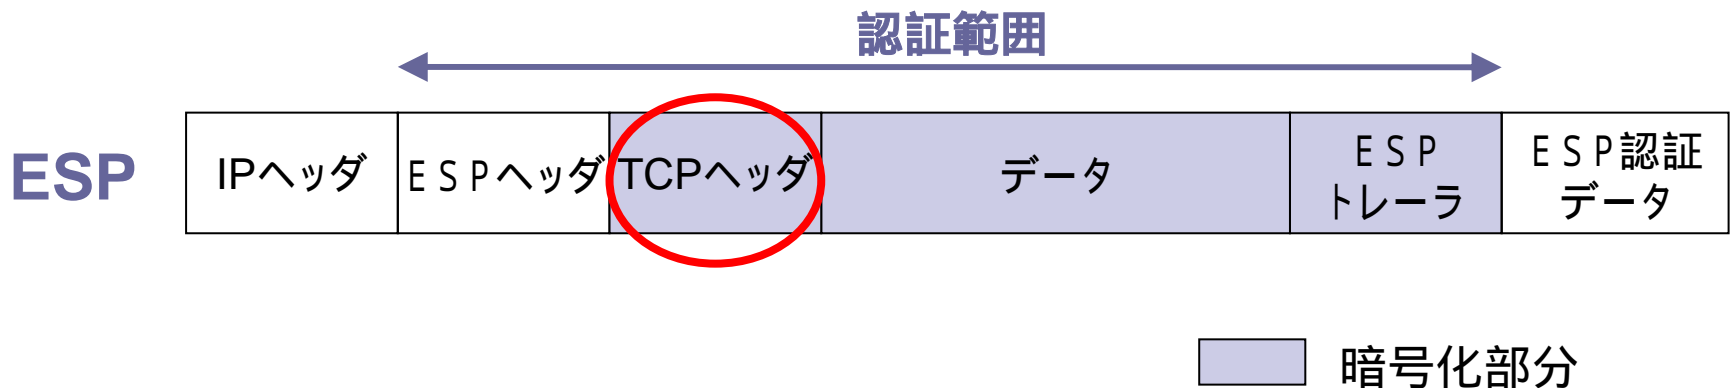 認証範囲
ESP
IPヘッダ
ＥＳＰヘッダ
TCPヘッダ
データ
ＥＳＰ
トレーラ
ＥＳＰ認証
データ
暗号化部分